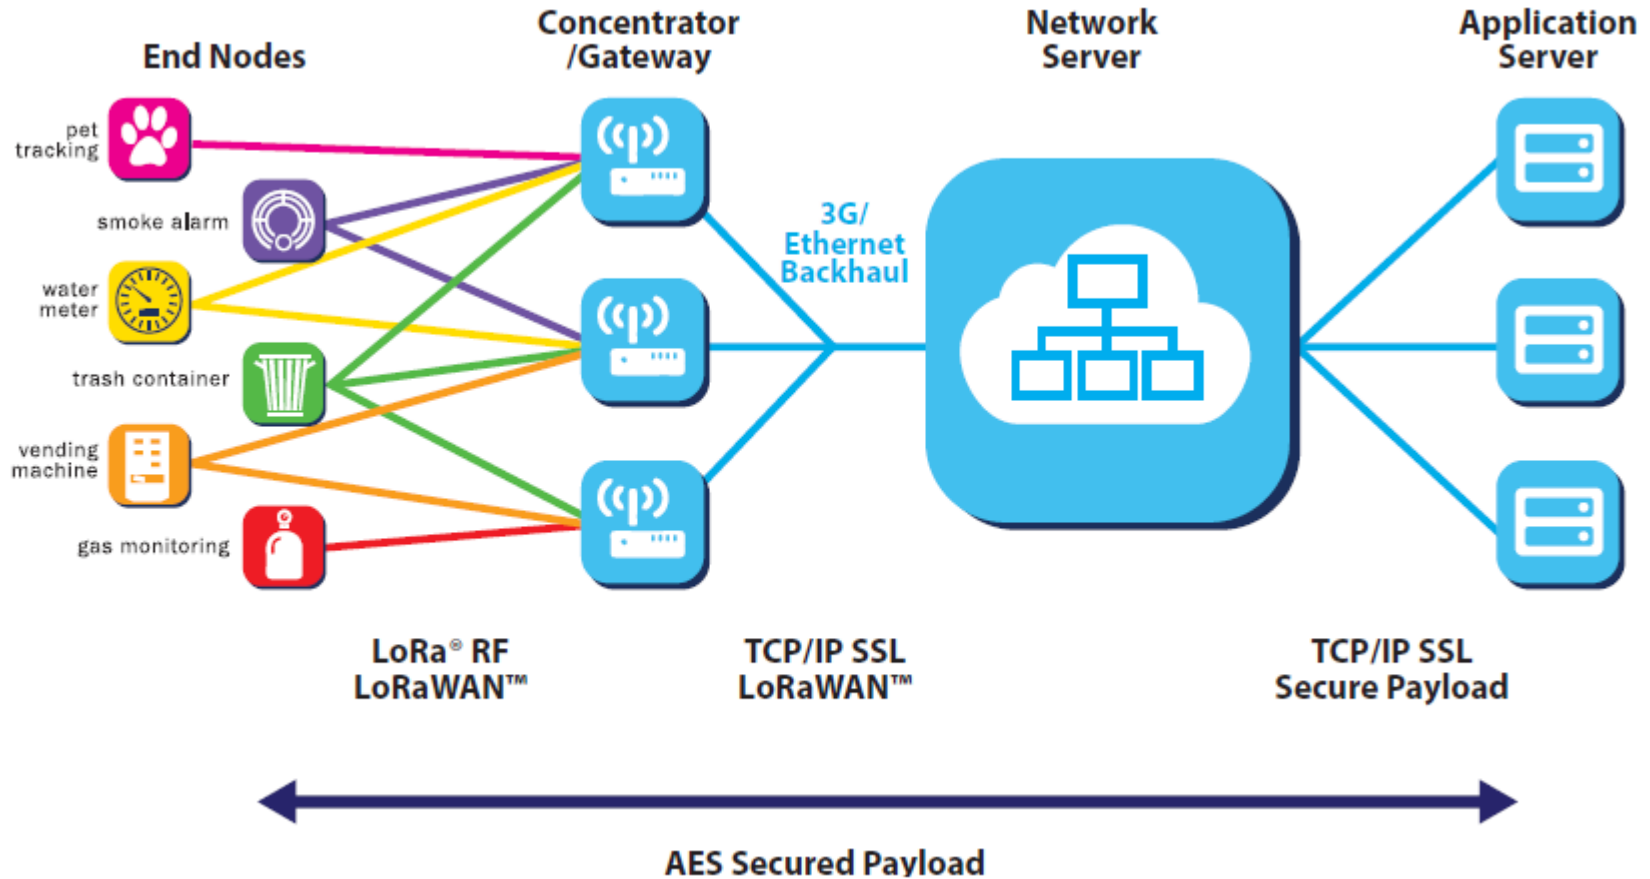 End Nodes
Concentrator
/Gateway
Network
Server
Application
Server
pet
tracking
smoke alarm
water
meter
trash container
vending
machine
gas monitoring
3G/
Ethernet
Backhaul
LoRa® RF
LoRaWAN™
TCP/IP SSL
LoRaWAN™
TCP/IP SSL
Secure Payload
AES Secured Payload